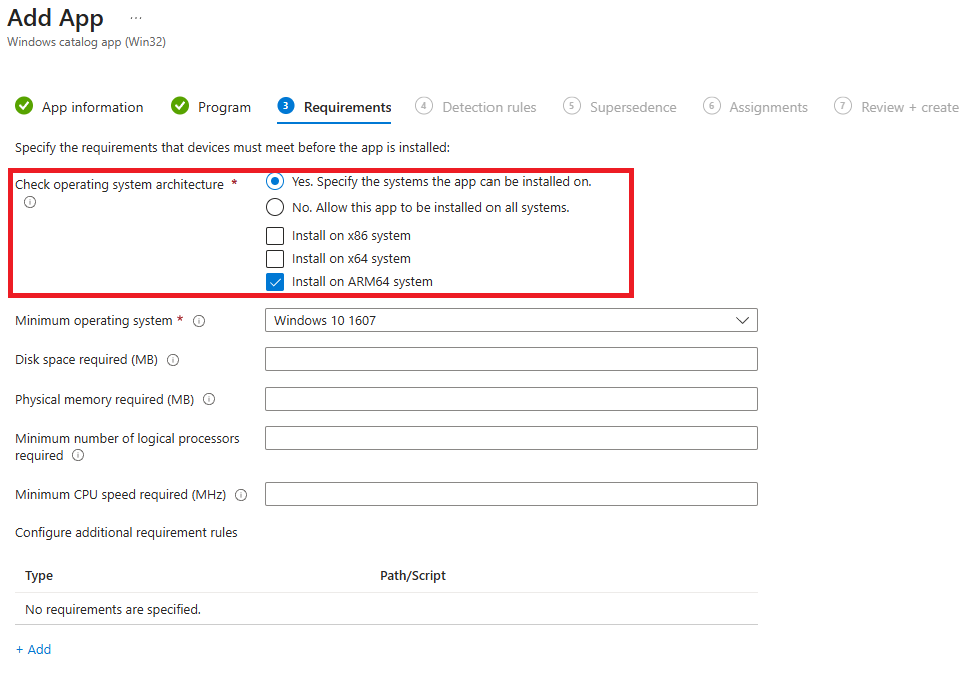 Add App ...
Windows catalog app (Win32)
App information Program 3 Requirements 4 Detection rules 5 Supersedence 6 Assignments 7 Review + create
Specify the requirements that devices must meet before the app is installed:
Check operating system architecture *
Yes. Specify the systems the app can be installed on.
No. Allow this app to be installed on all systems.
Install on x86 system
Install on x64 system
Install on ARM64 system
Minimum operating system * Windows 10 1607
Disk space required (MB)
Physical memory required (MB)
Minimum number of logical processors
required
Minimum CPU speed required (MHz)
Configure additional requirement rules
Type Path/Script
No requirements are specified.
+ Add